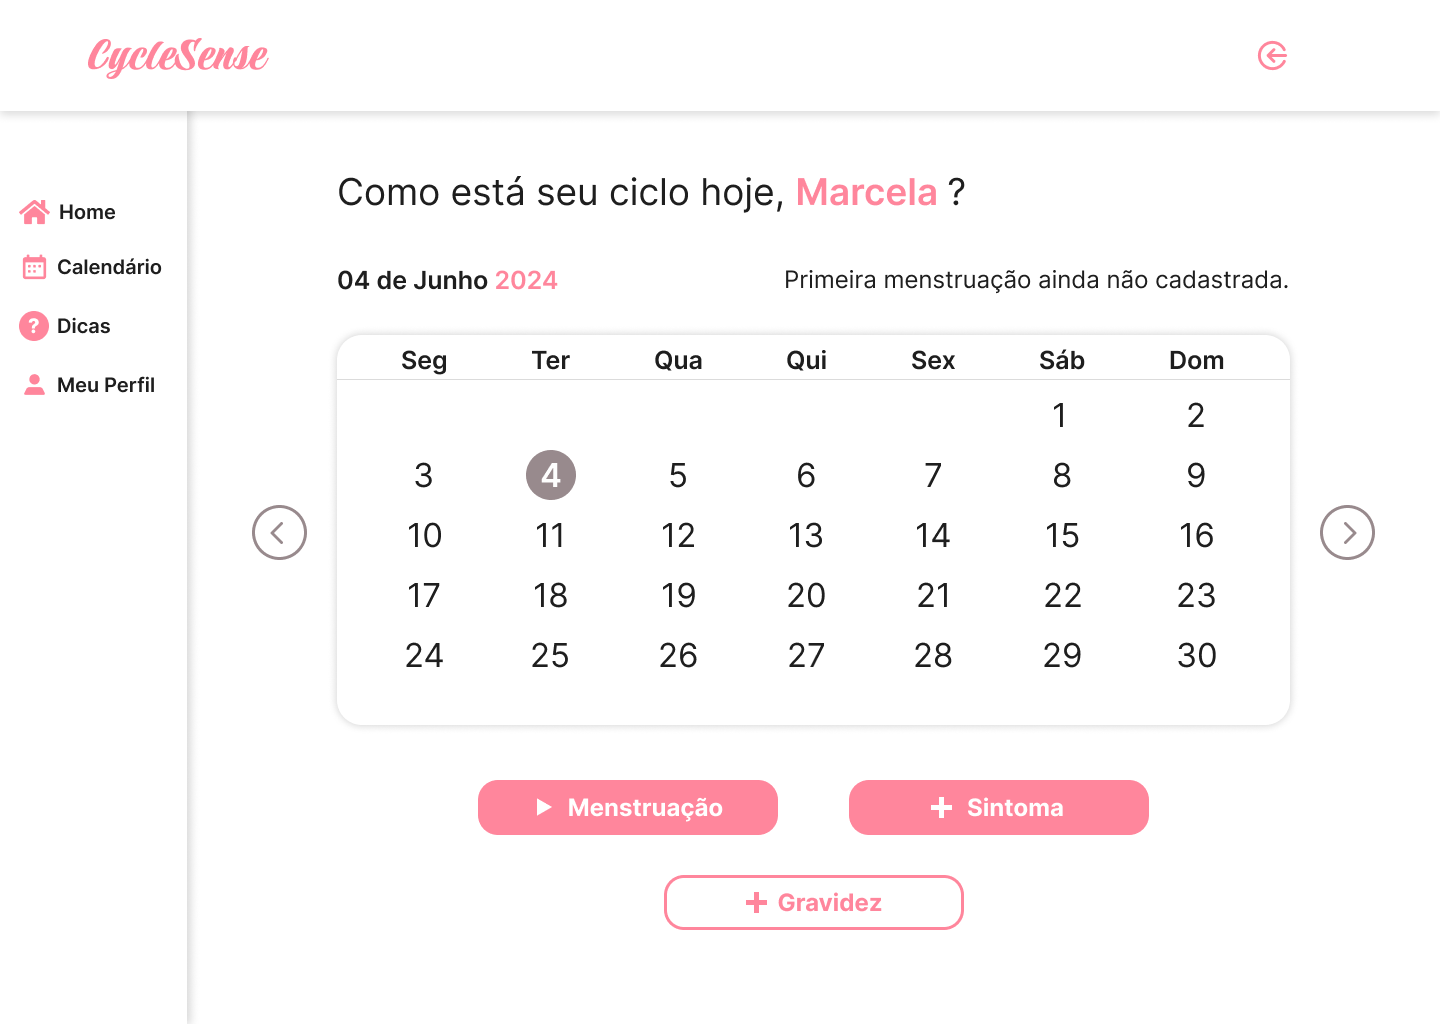 CycleSense
Home
Calendário
Dicas
Meu Perfil
Como está seu ciclo hoje, Marcela ?
04 de Junho 2024
Primeira menstruação ainda não cadastrada.
Seg Ter Qua Qui Sex Sáb Dom
1 2
3 4 5 6 7 8 9
10 11 12 13 14 15 16
17 18 19 20 21 22 23
24 25 26 27 28 29 30
Menstruação
Sintoma
Gravidez